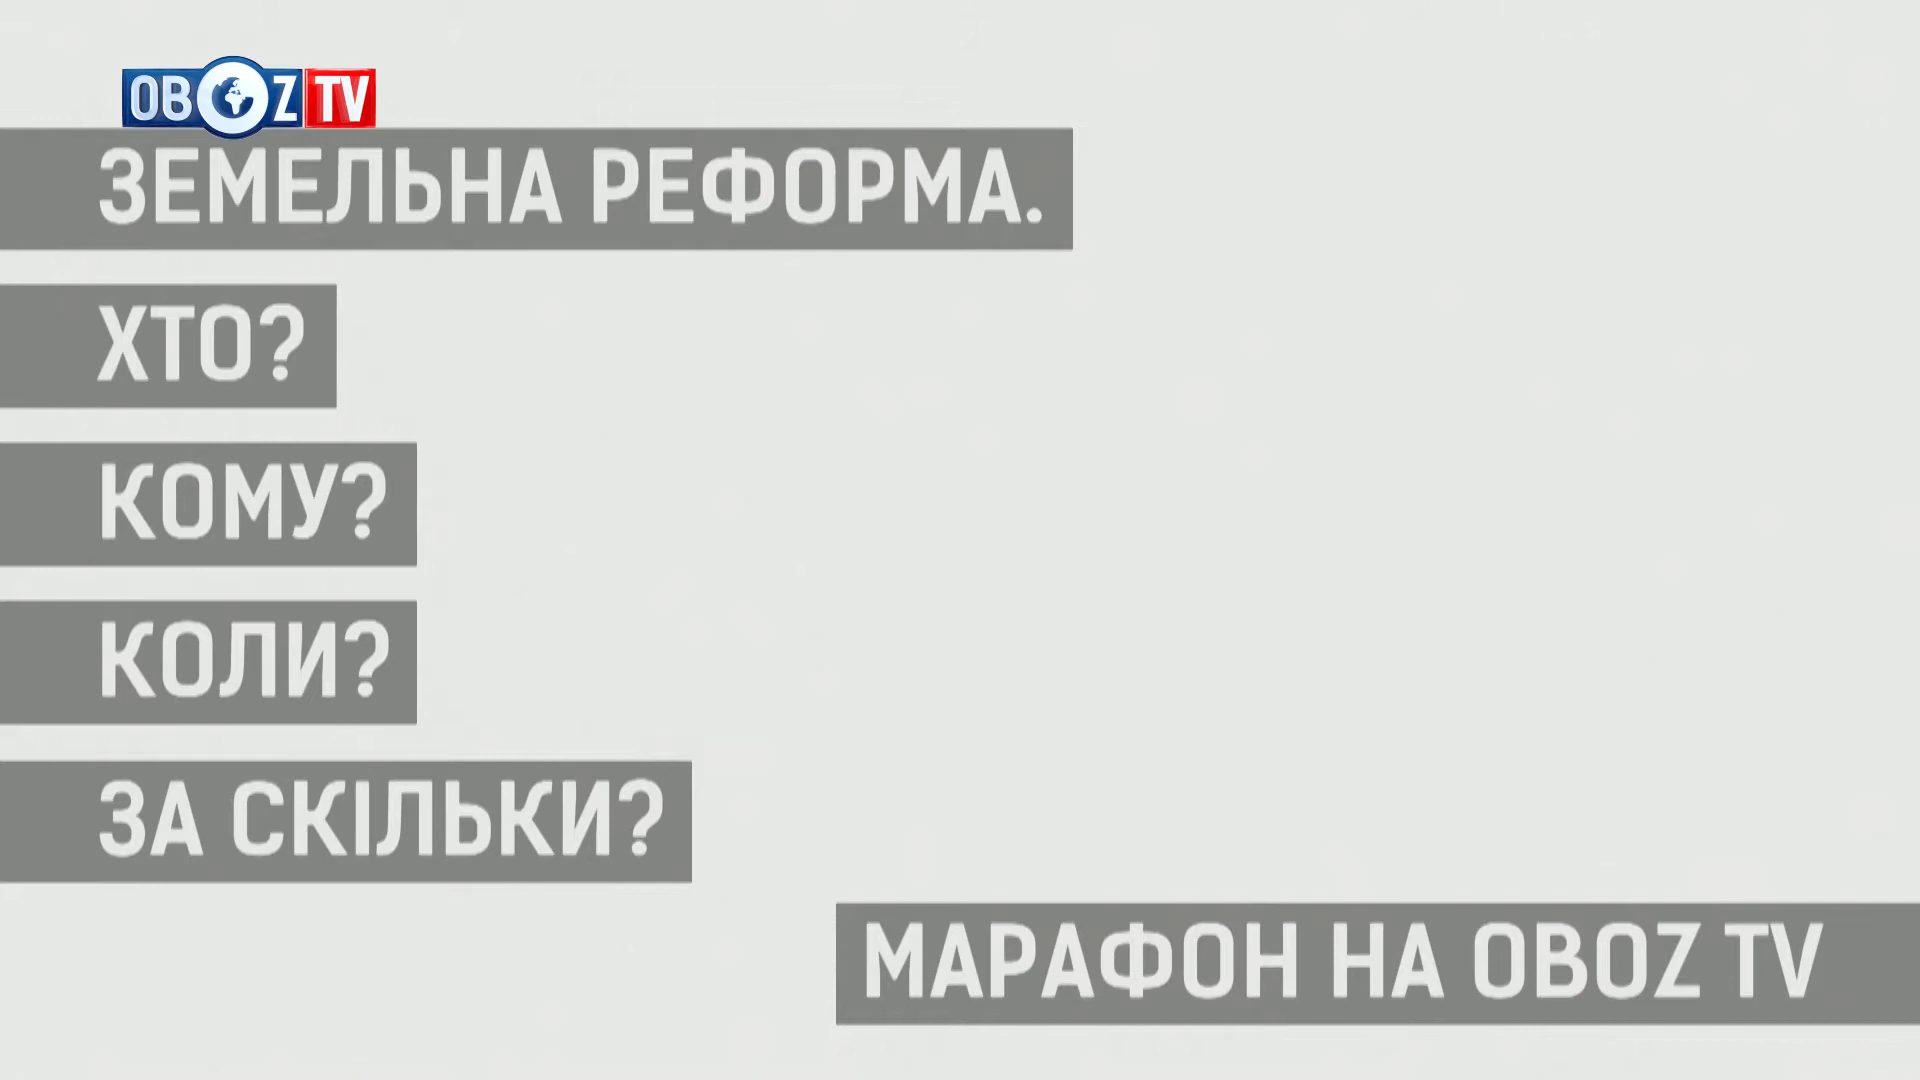 OBOZ TV
ЗЕМЕЛЬНА РЕФОРМА.
ХТО?
КОМУ?
КОЛИ?
ЗА СКІЛЬКИ?
МАРАФОН НА OBOZ TV